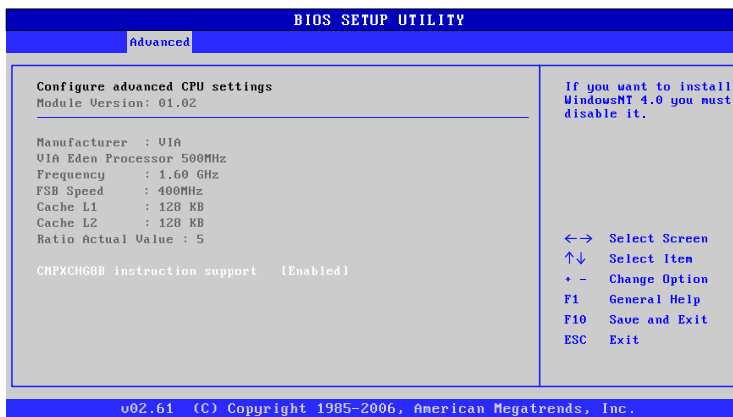 BIOS SETUP UTILITY
Advanced
Configure advanced CPU settings
Module Version: 01.02
Manufacturer : VIA
VIA Eden Processor 500MHz
Frequency : 1.60 GHz
FSB Speed : 400MHz
Cache L1 : 128 KB
Cache L2 : 128 KB
Ratio Actual Value : 5
CMPXCHG8B instruction support [Enabled]
If you want to install
WindowsNT 4.0 you must
disable it.
←→ Select Screen
↑↓ Select Item
+ - Change Option
F1 General Help
F10 Save and Exit
ESC Exit
v02.61 (C) Copyright 1985-2006, American Megatrends, Inc.